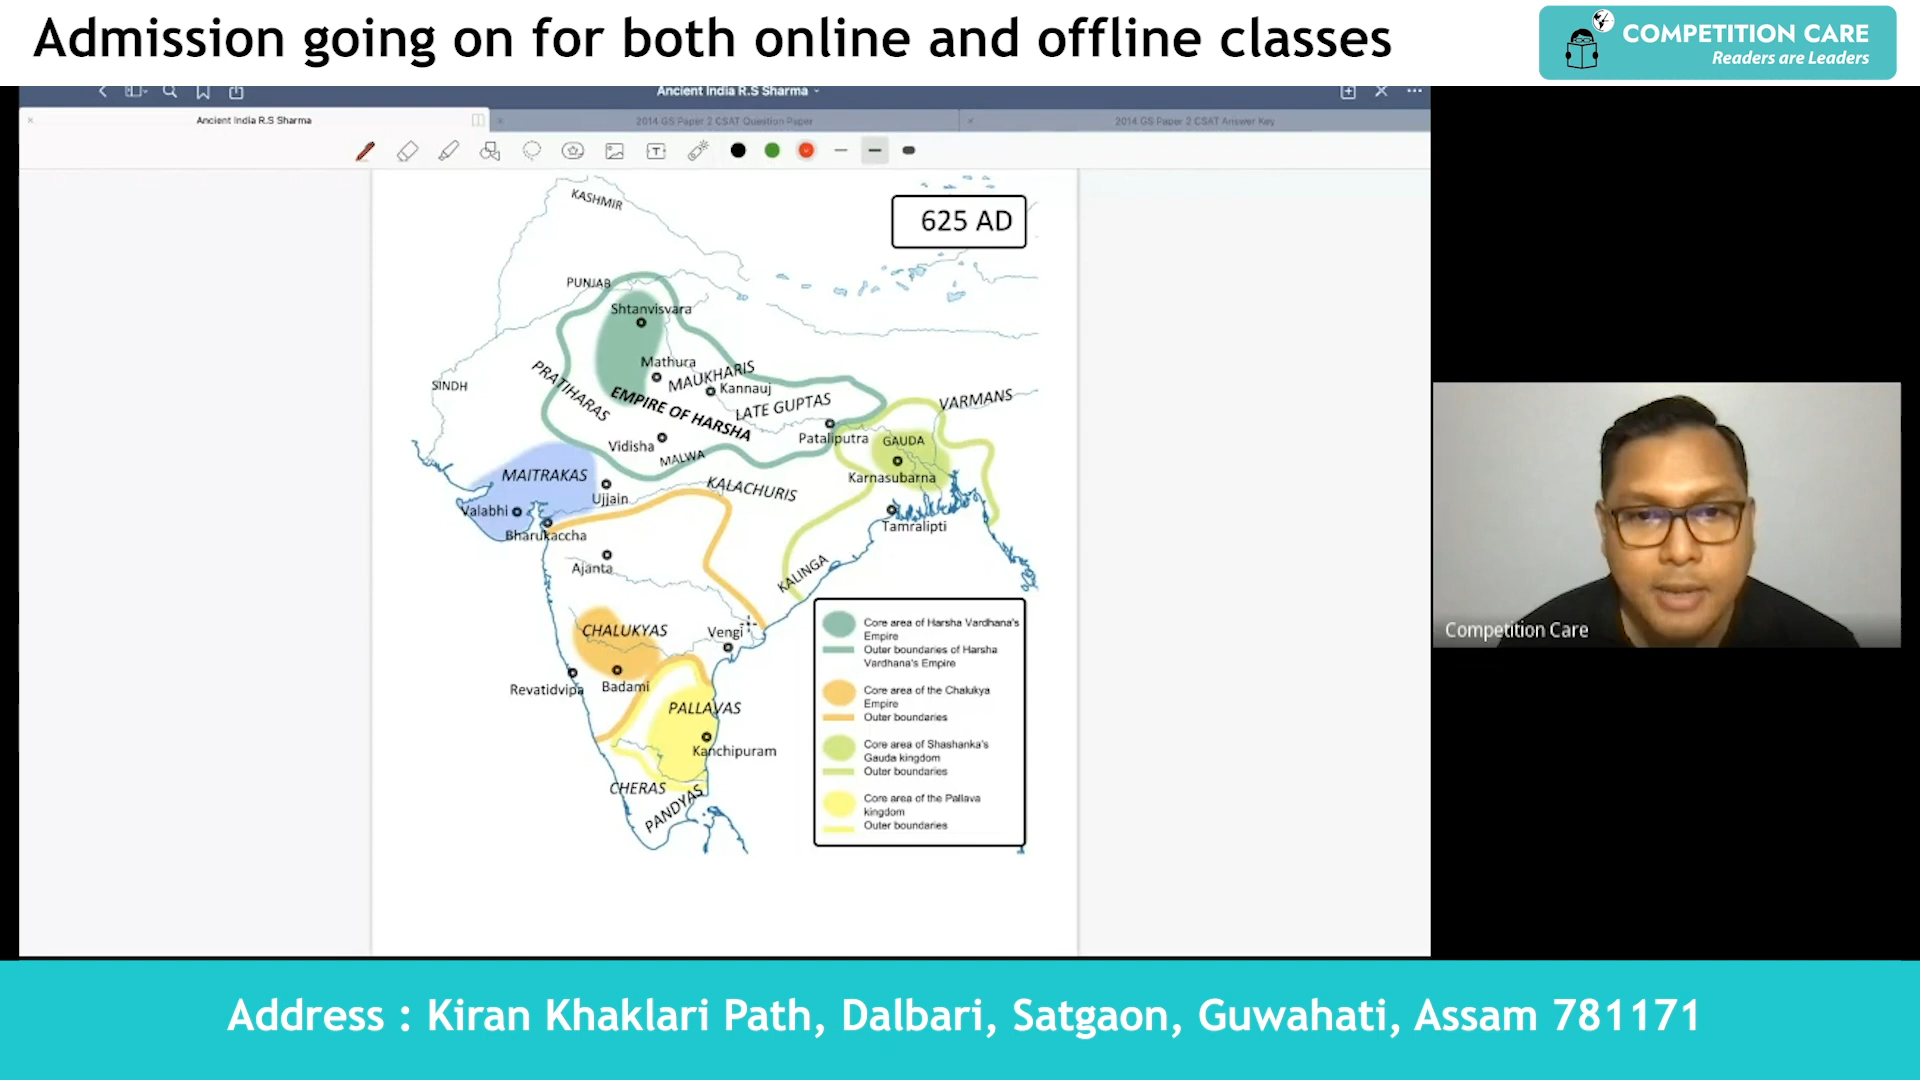 Admission going on for both online and offline classes
COMPETITION CARE
Readers are Leaders
Ancient India R.S Sharma
Ancient India R.S Sharma
2014 GS Paper 2 CSAT Question Paper
2014 GS Paper 2 CSAT Answer Key
KASHMIR
625 AD
PUNJAB
Shtanvisvara
Mathura
MAUKHARIS
Kannauj
SINDH
PRATIHARAS
EMPIRE OF HARSHA
LATE GUPTAS
VARMANS
Vidisha
MALWA
Pataliputra
GAUDA
MAITRAKAS
Ujjain
KALACHURIS
Karnasubarna
Valabhi
Bharukaccha
Tamralipti
Ajanta
KALINGA
CHALUKYAS
Vengi
Revatidvipa
Badami
PALLAVAS
Kanchipuram
CHERAS
PANDYAS
Core area of Harsha Vardhana's
Empire
Outer boundaries of Harsha
Vardhana's Empire
Core area of the Chalukya
Empire
Outer boundaries
Core area of Shashanka's
Gauda kingdom
Outer boundaries
Core area of the Pallava
kingdom
Outer boundaries
Competition Care
Address : Kiran Khaklari Path, Dalbari, Satgaon, Guwahati, Assam 781171